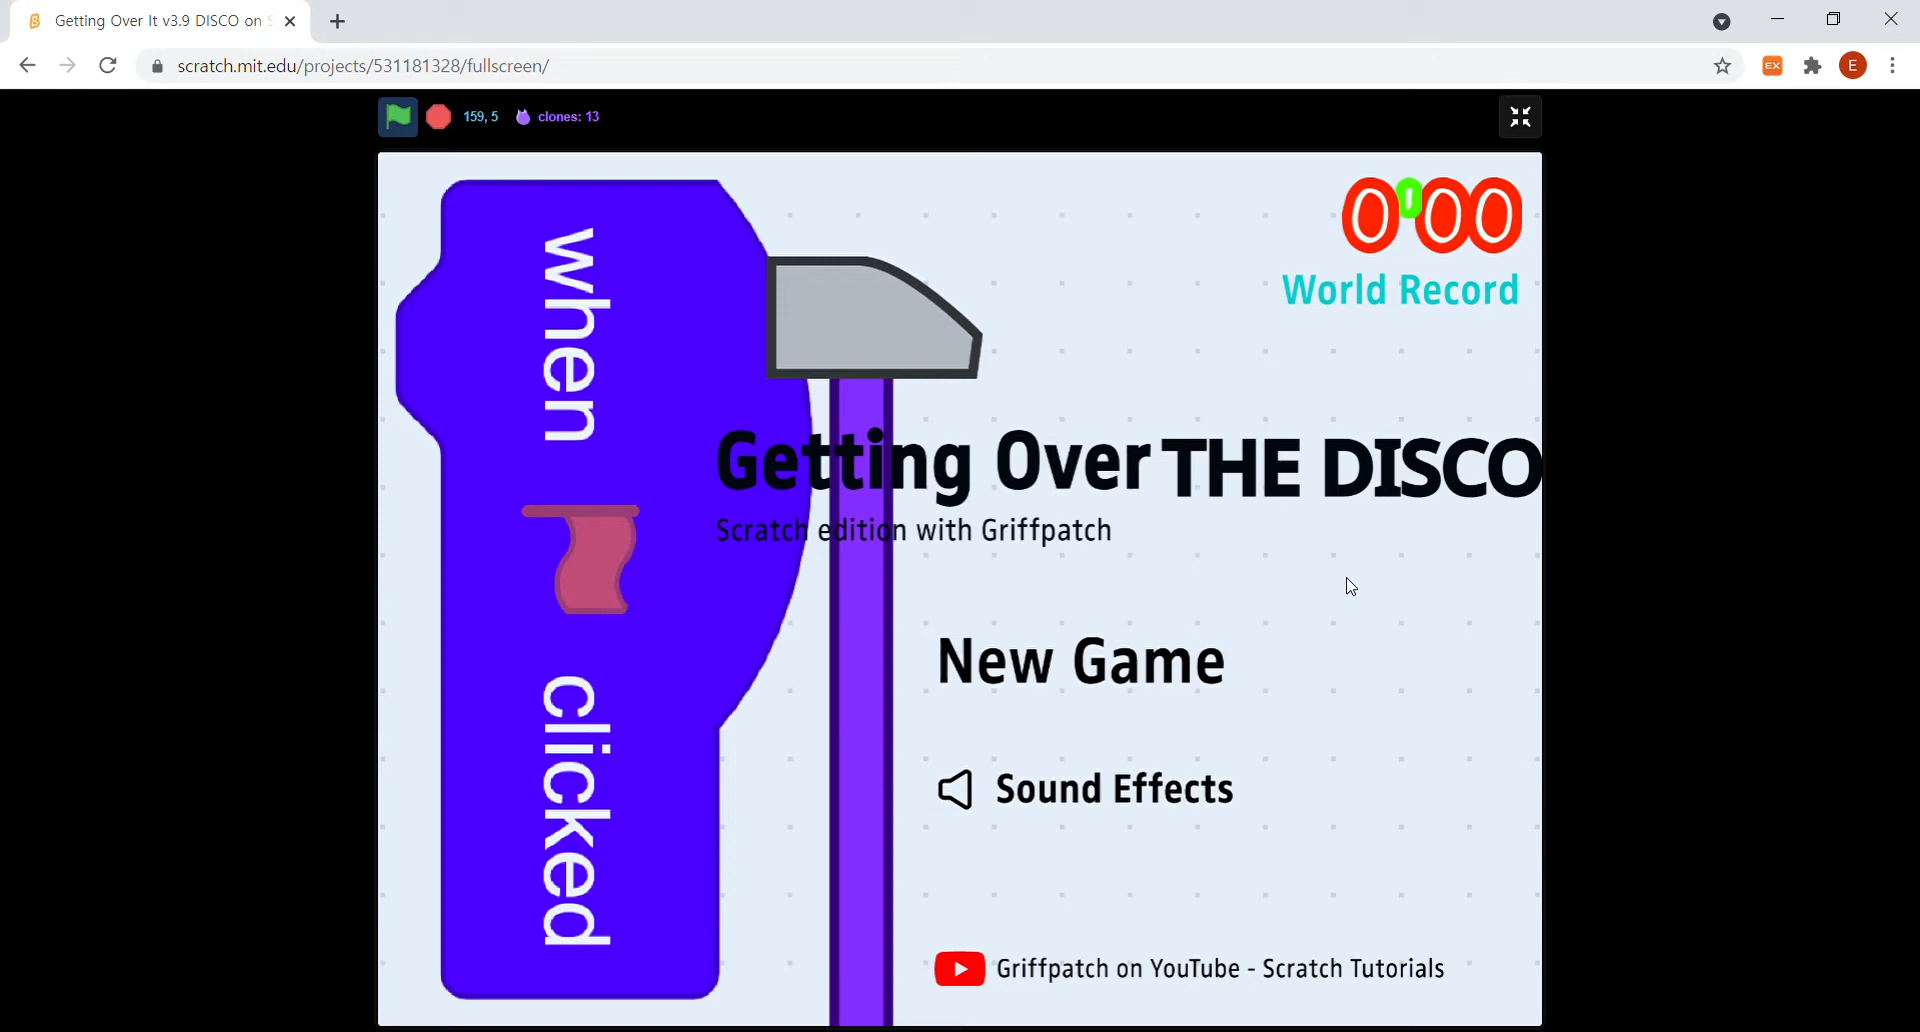 Getting Over It v3.9 DISCO on S
scratch.mit.edu/projects/531181328/fullscreen/
EX
E
159, 5
clones: 13
0'00
World Record
when
clicked
Getting Over THE DISCO
Scratch edition with Griffpatch
New Game
Sound Effects
Griffpatch on YouTube - Scratch Tutorials